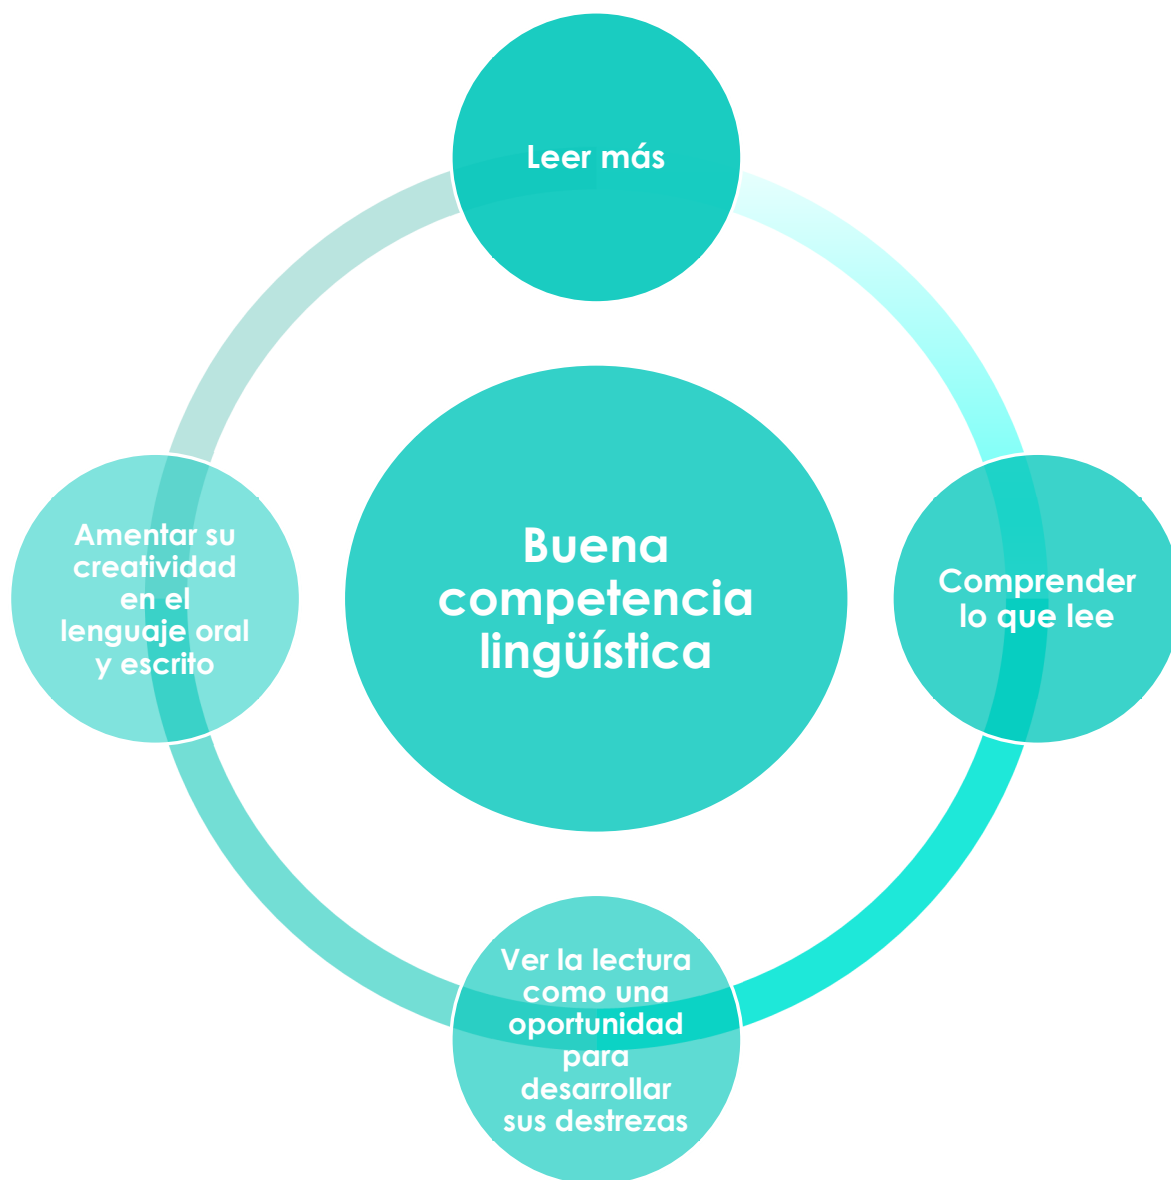 Leer más
Buena
competencia
lingüística
Comprender
lo que lee
Ver la lectura
como una
oportunidad
para
desarrollar
sus destrezas
Amentar su
creatividad
en el
lenguaje oral
y escrito